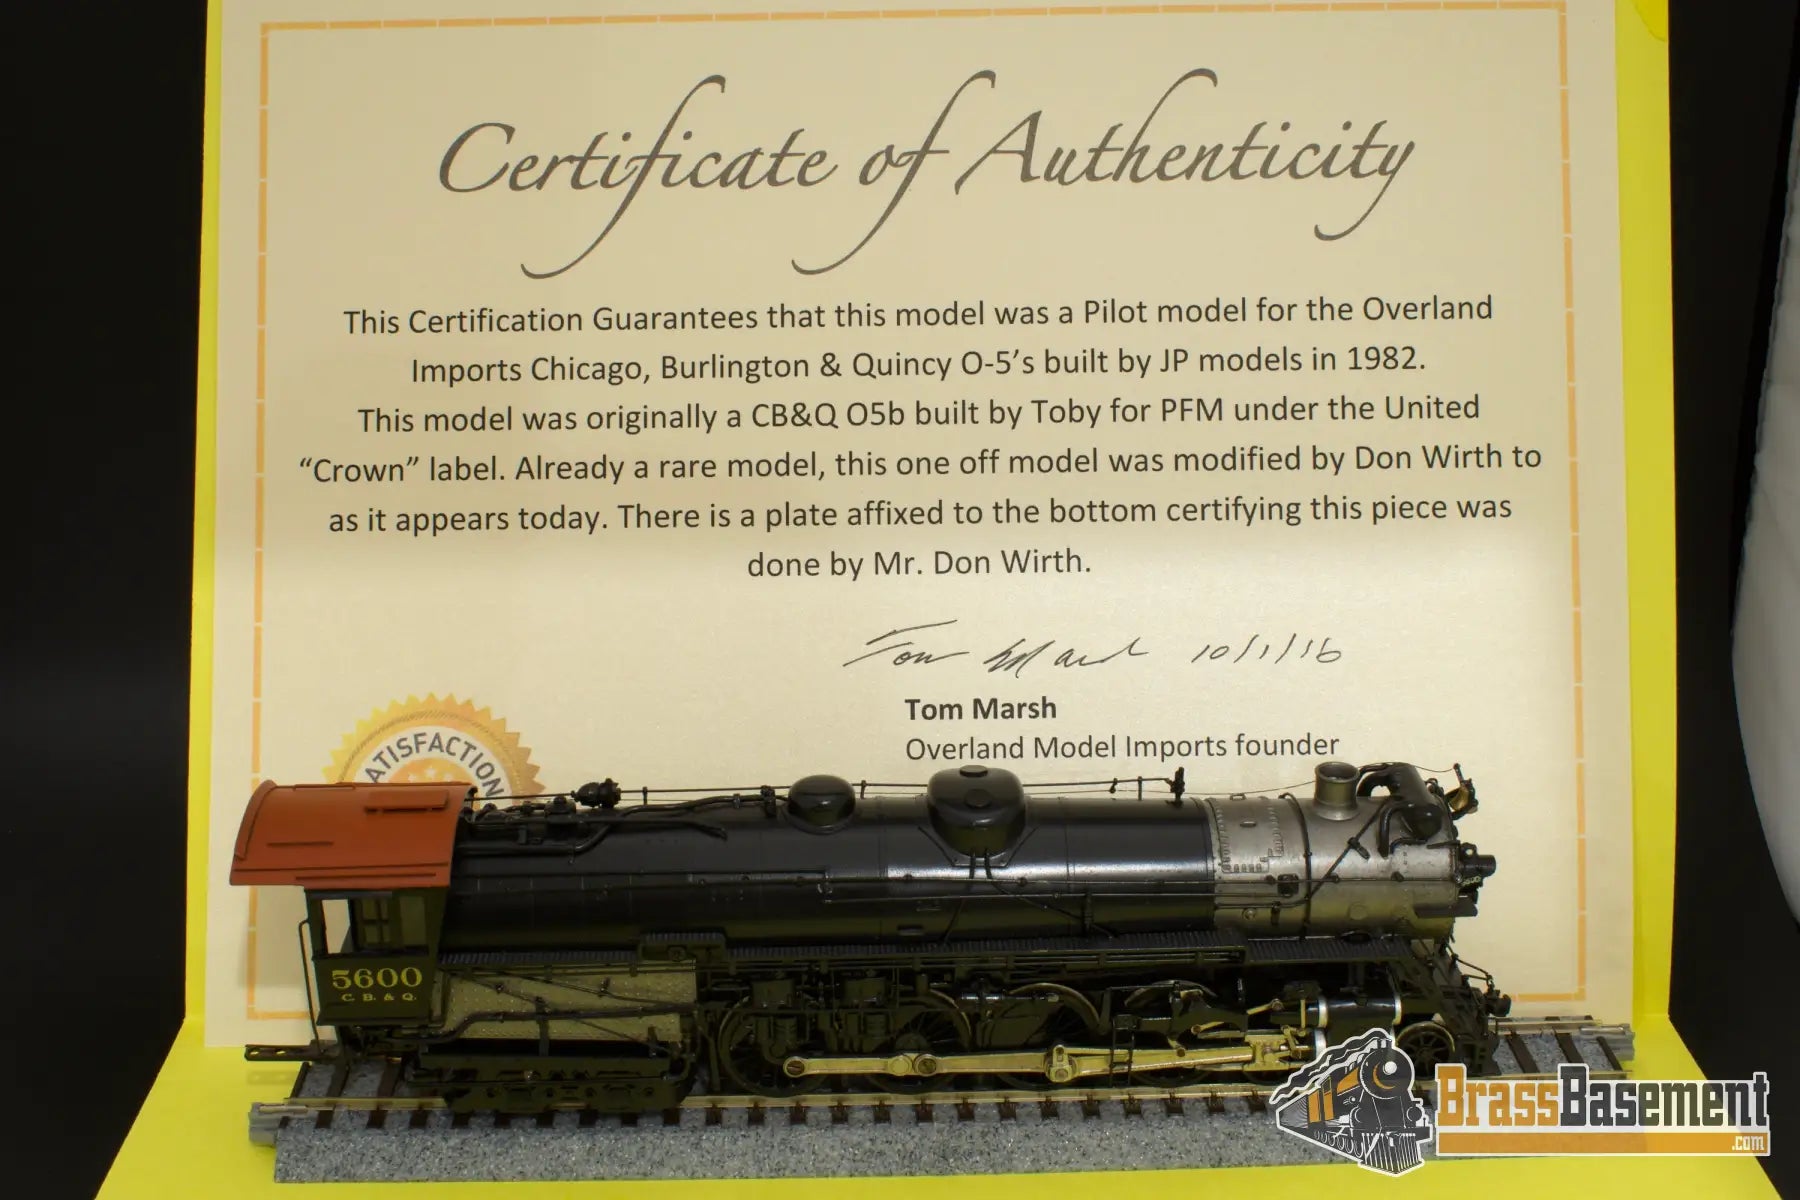 Certificate of Authenticity
This Certification Guarantees that this model was a Pilot model for the Overland
Imports Chicago, Burlington & Quincy O-5's built by JP models in 1982.
This model was originally a CB&Q O5b built by Toby for PFM under the United
“Crown” label. Already a rare model, this one off model was modified by Don Wirth to
as it appears today. There is a plate affixed to the bottom certifying this piece was
done by Mr. Don Wirth.
Tom Marsh 10/1/16
Tom Marsh
Overland Model Imports founder
ATISFACTION
5600
C. B. & Q.
BrassBasement
.com